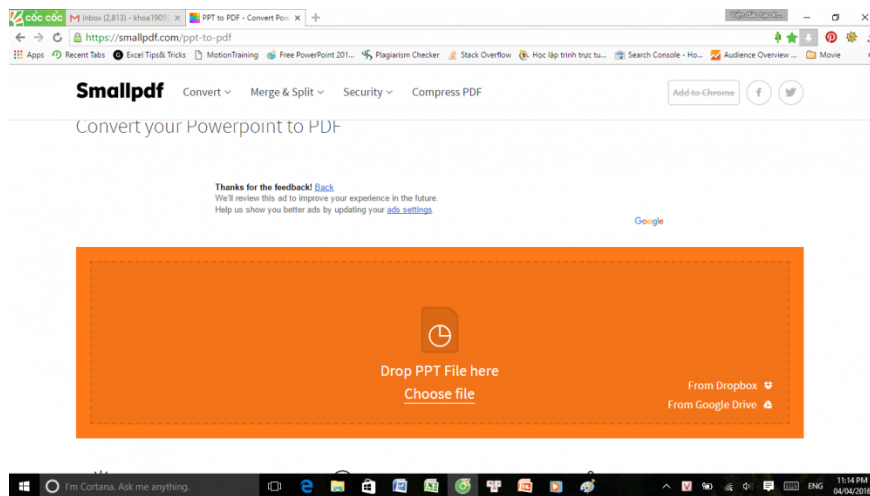 cốc cốc
Inbox (2,813) - khoa1905
PPT to PDF - Convert Pow
https://smallpdf.com/ppt-to-pdf
Apps
Recent Tabs
Excel Tips& Tricks
MotionTraining
Free PowerPoint 201...
Plagiarism Checker
Stack Overflow
Học lập trình trực tu...
Search Console - Ho...
Audience Overview ...
Movie
Smallpdf
Convert
Merge & Split
Security
Compress PDF
Add to Chrome
Convert your Powerpoint to PDF
Thanks for the feedback! Back
We'll review this ad to improve your experience in the future.
Help us show you better ads by updating your ads settings.
Google
Drop PPT File here
Choose file
From Dropbox
From Google Drive
I'm Cortana. Ask me anything.
ENG
11:14 PM
04/04/2016